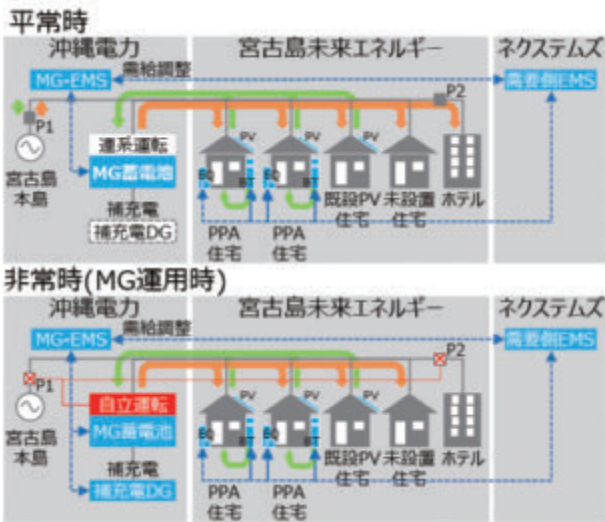 平常時
沖縄電力
宮古島未来エネルギー
ネクステムズ
MG-EMS
需給調整
需要側EMS
P1
P2
連系運転
MG蓄電池
宮古島
本島
補充電
補充電DG
PV
PV
PV
EQ
BT
EQ
BT
PPA
住宅
PPA
住宅
既設PV
住宅
未設置
住宅
ホテル
非常時(MG運用時)
沖縄電力
宮古島未来エネルギー
ネクステムズ
MG-EMS
需給調整
需要側EMS
P1
P2
自立運転
MG蓄電池
宮古島
本島
補充電
補充電DG
PV
PV
PV
EQ
BT
EQ
BT
PPA
住宅
PPA
住宅
既設PV
住宅
未設置
住宅
ホテル